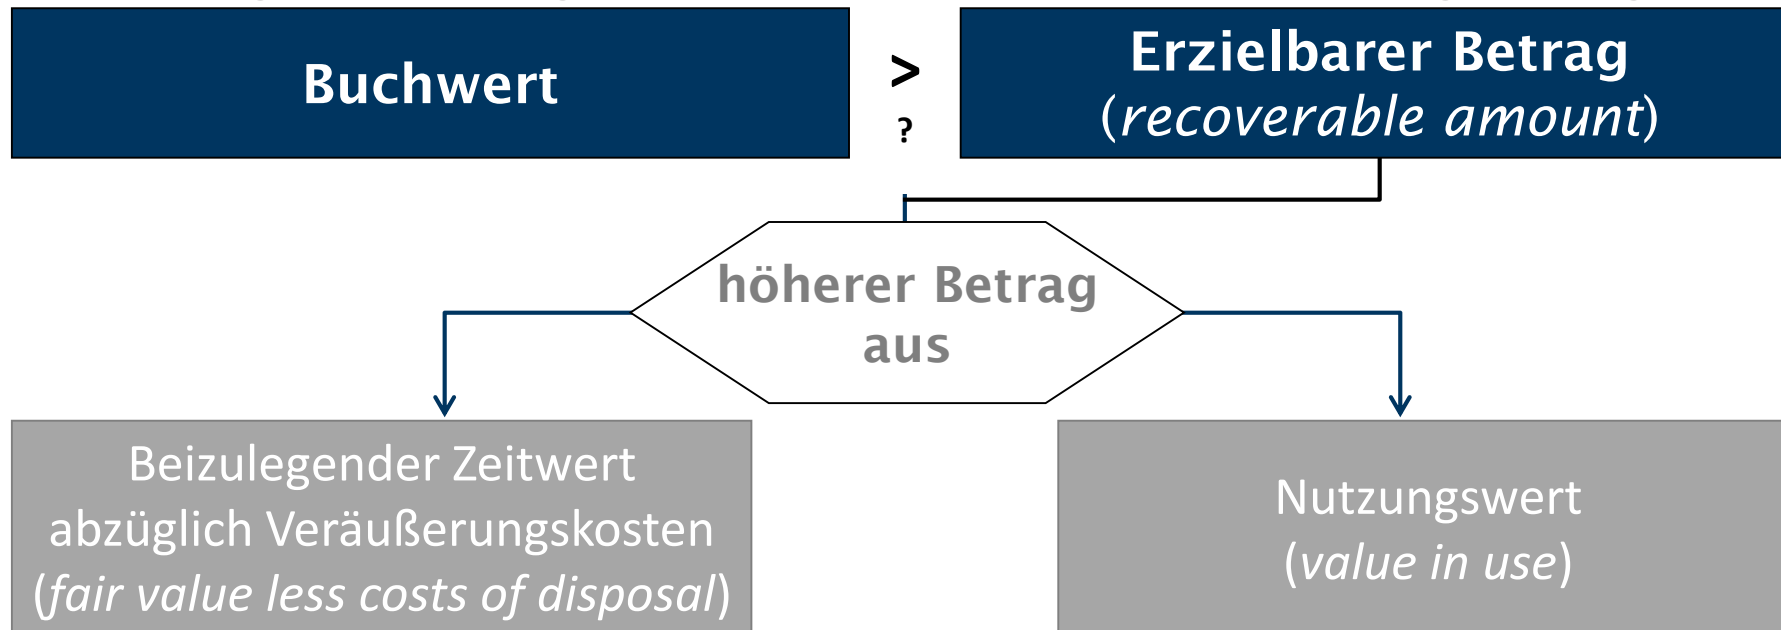 Buchwert
>
?
Erzielbarer Betrag
(recoverable amount)
höherer Betrag
aus
Beizulegender Zeitwert
abzüglich Veräußerungskosten
(fair value less costs of disposal)
Nutzungswert
(value in use)